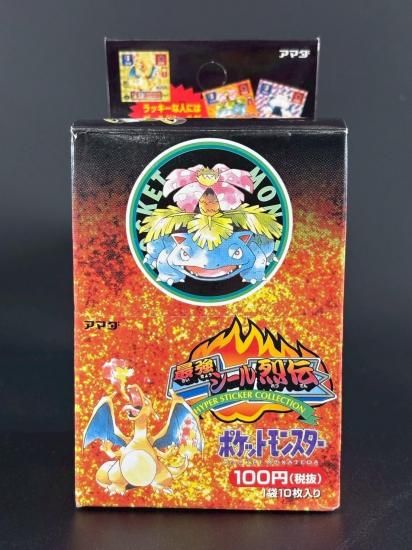 アマダ
ラッキーな人には
KET MON
アマダ
最強シール烈伝
HYPER STICKER COLLECTION
ポケットモンスター
100円(税抜)
1袋10枚入り